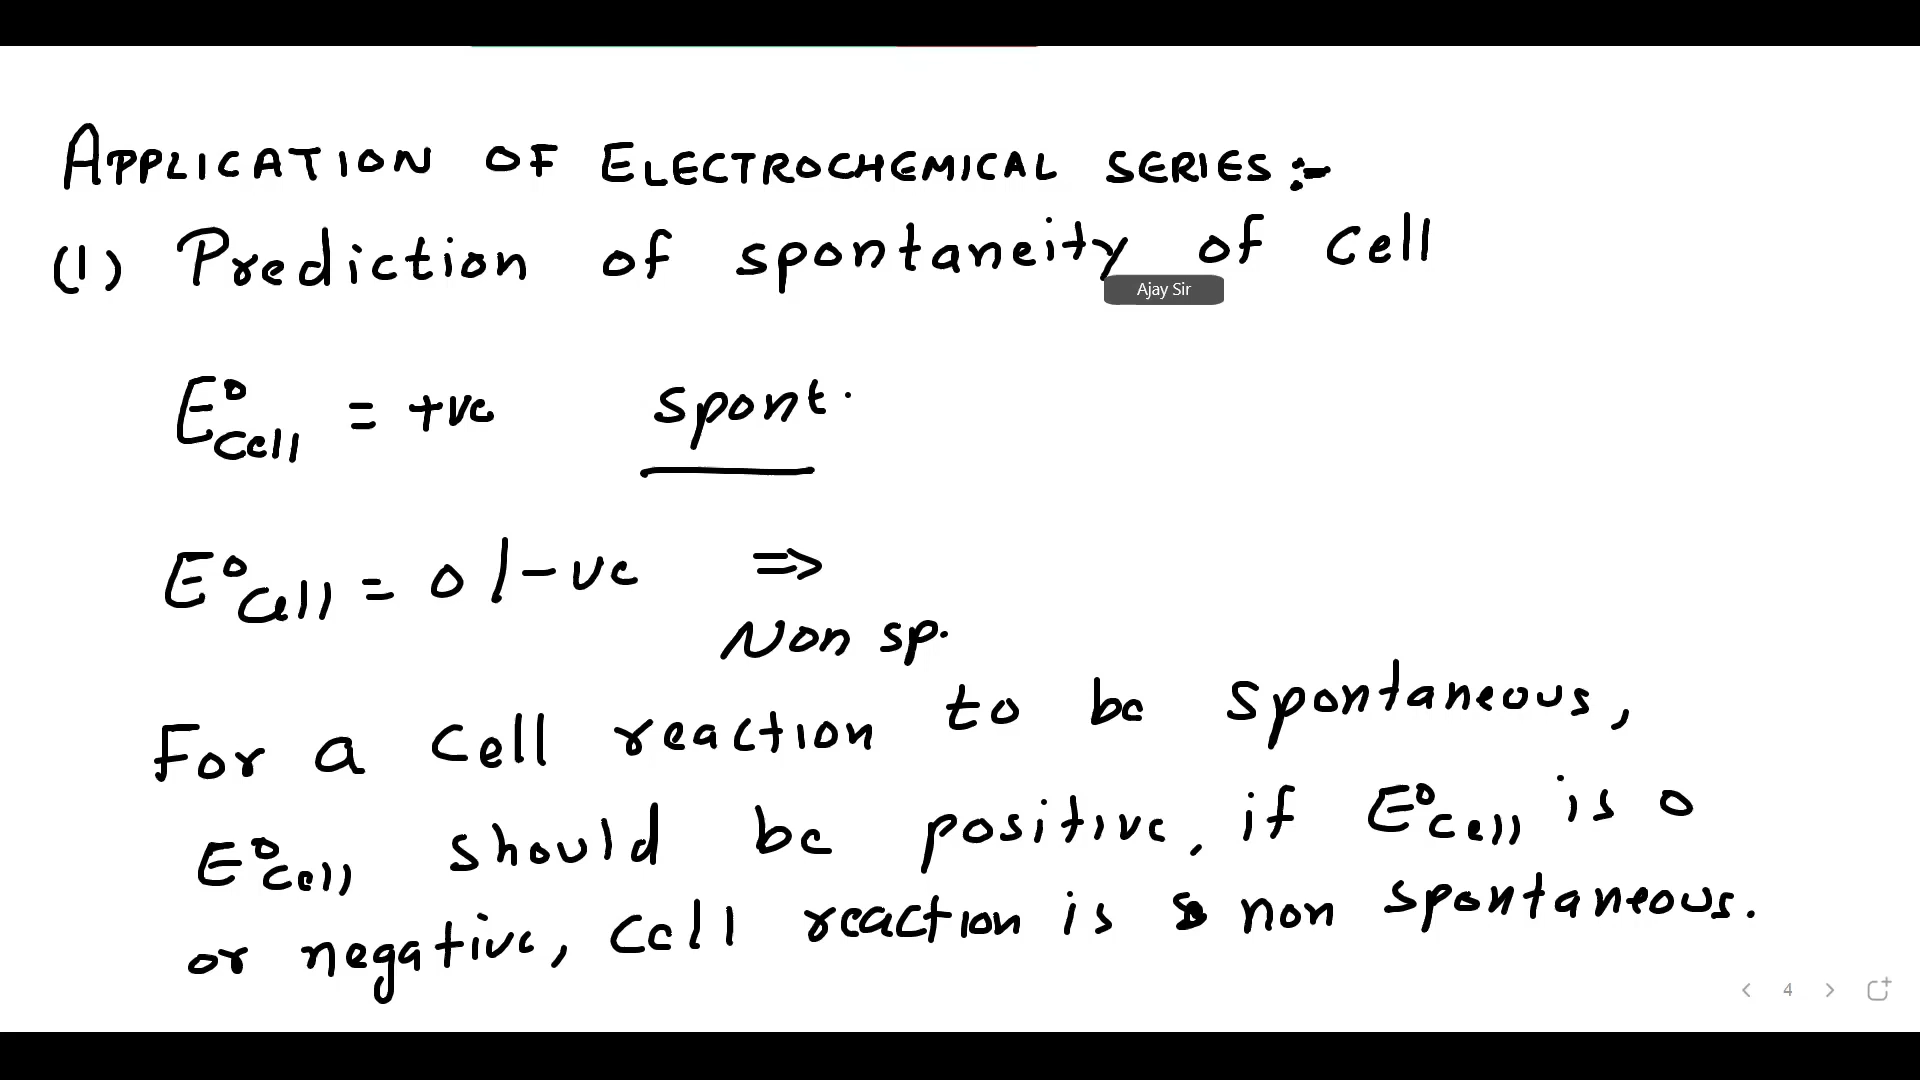 APPLICATION OF ELECTROCHEMICAL SERIES :-
(1) Prediction of spontaneity of cell
Ajay Sir
E°cell = +ve spont.
E°cell = 0 / -ve ⇒
Non sp.
For a cell reaction to be spontaneous,
E°cell should be positive, if E°cell is 0
or negative, cell reaction is non spontaneous.
< 4 >